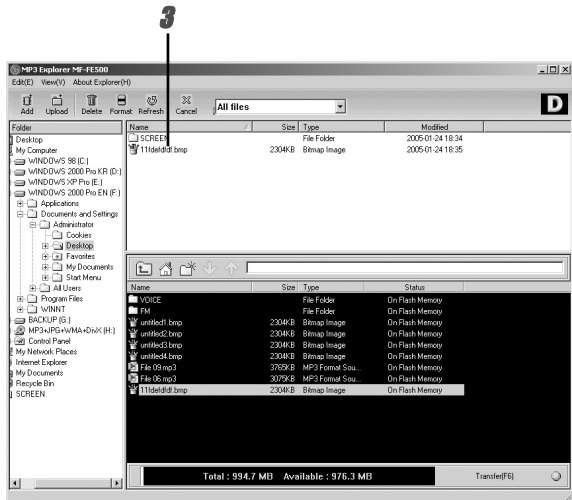 3
MP3 Explorer MF-FE500
Edit(E) View(V) About Explorer(H)
Add Upload Delete Format Refresh Cancel All files
D
Folder
Desktop
My Computer
WINDOWS 98 (C:)
WINDOWS 2000 Pro KR (D:)
WINDOWS XP Pro (E:)
WINDOWS 2000 Pro EN (F:)
Applications
Documents and Settings
Administrator
Cookies
Desktop
Favorites
My Documents
Start Menu
All Users
Program Files
WINNT
BACKUP (G:)
MP3+JPG+WMA+DivX (H:)
Control Panel
My Network Places
Internet Explorer
My Documents
Recycle Bin
SCREEN
Name Size Type Modified
SCREEN File Folder 2005-01-24 18:34
11fdefdfdf.bmp 2304KB Bitmap Image 2005-01-24 18:35
Name Size Type Status
VOICE File Folder On Flash Memory
FM File Folder On Flash Memory
untitled1.bmp 2304KB Bitmap Image On Flash Memory
untitled2.bmp 2304KB Bitmap Image On Flash Memory
untitled3.bmp 2304KB Bitmap Image On Flash Memory
untitled4.bmp 2304KB Bitmap Image On Flash Memory
File 09.mp3 3765KB MP3 Format Sou...
On Flash Memory
File 06.mp3 3075KB MP3 Format Sou...
On Flash Memory
11fdefdfdf.bmp 2304KB Bitmap Image On Flash Memory
Total : 994.7 MB Available : 976.3 MB
Transfer(F6)